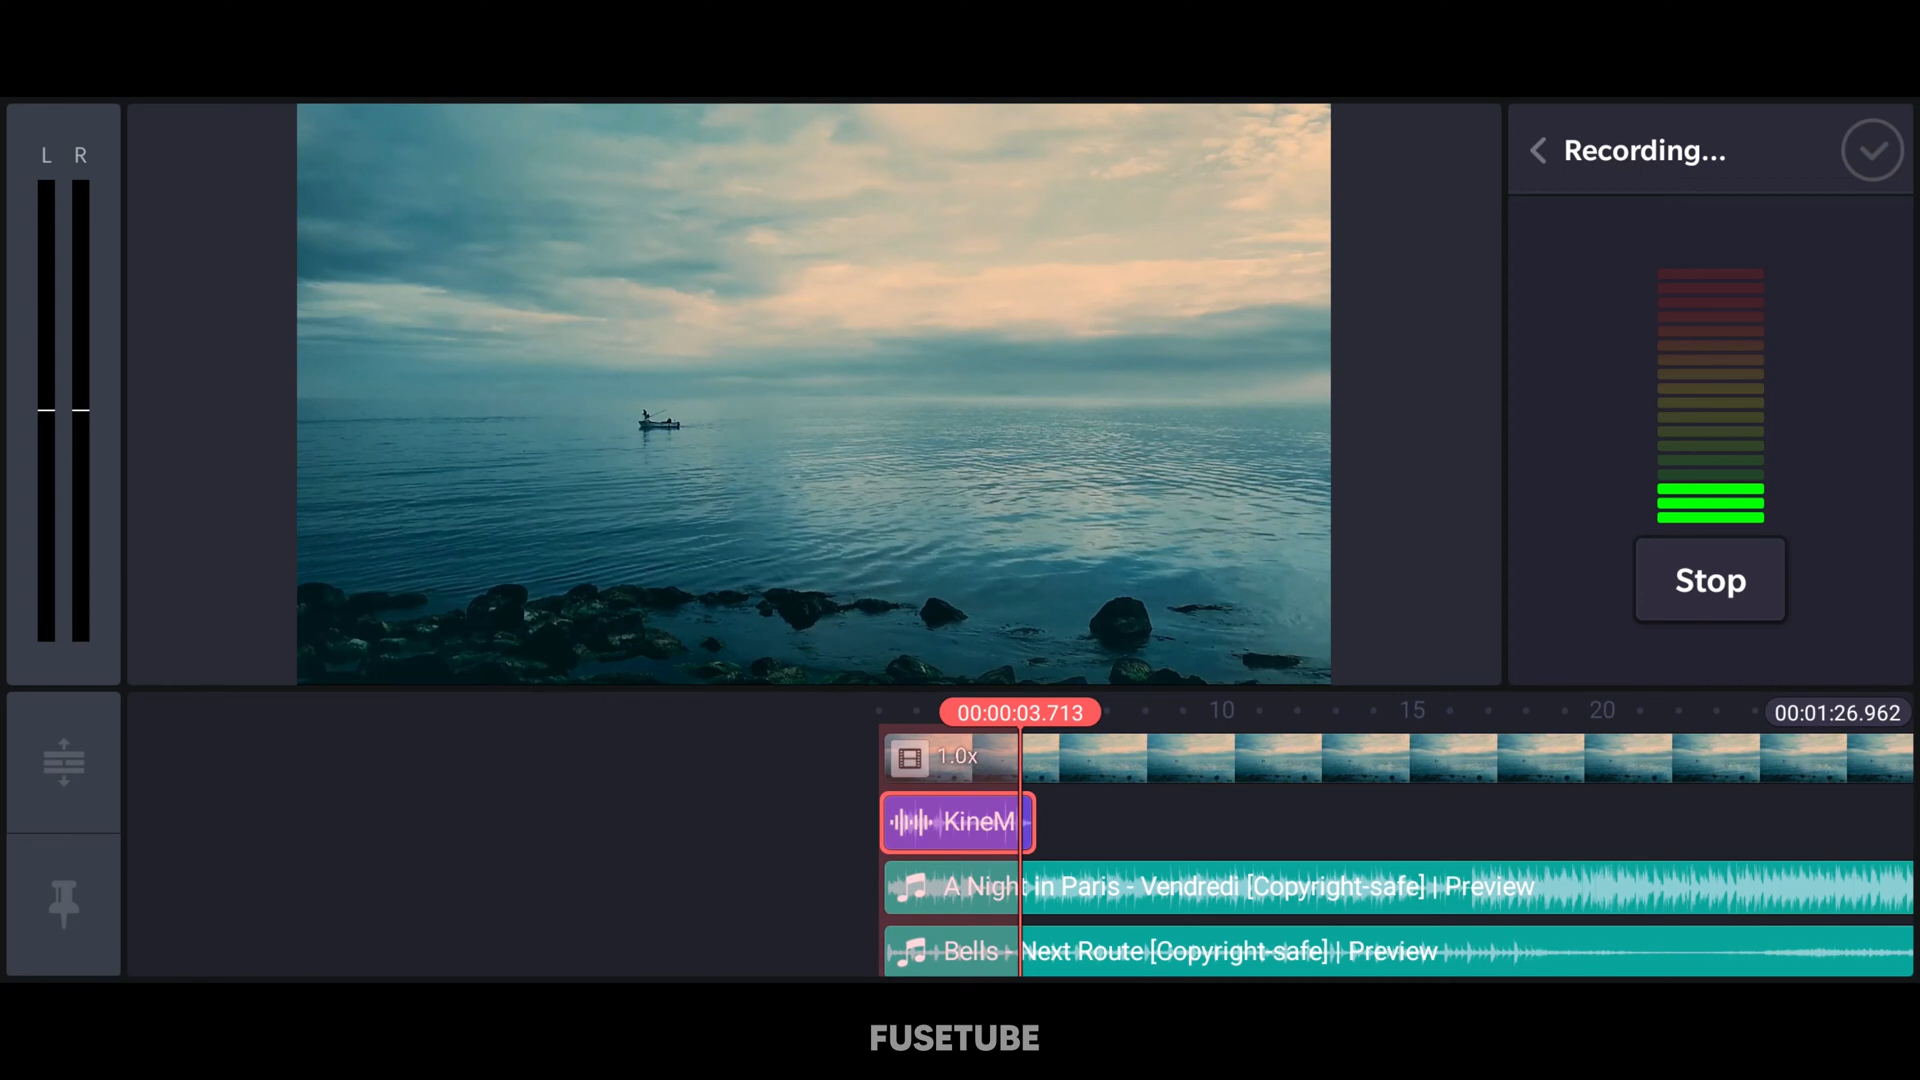 L R
Recording...
Stop
00:00:03.713
10
15
20
00:01:26.962
1.0x
KineM
A Night in Paris - Vendredi [Copyright-safe] | Preview
Bells - Next Route [Copyright-safe] | Preview
FUSETUBE